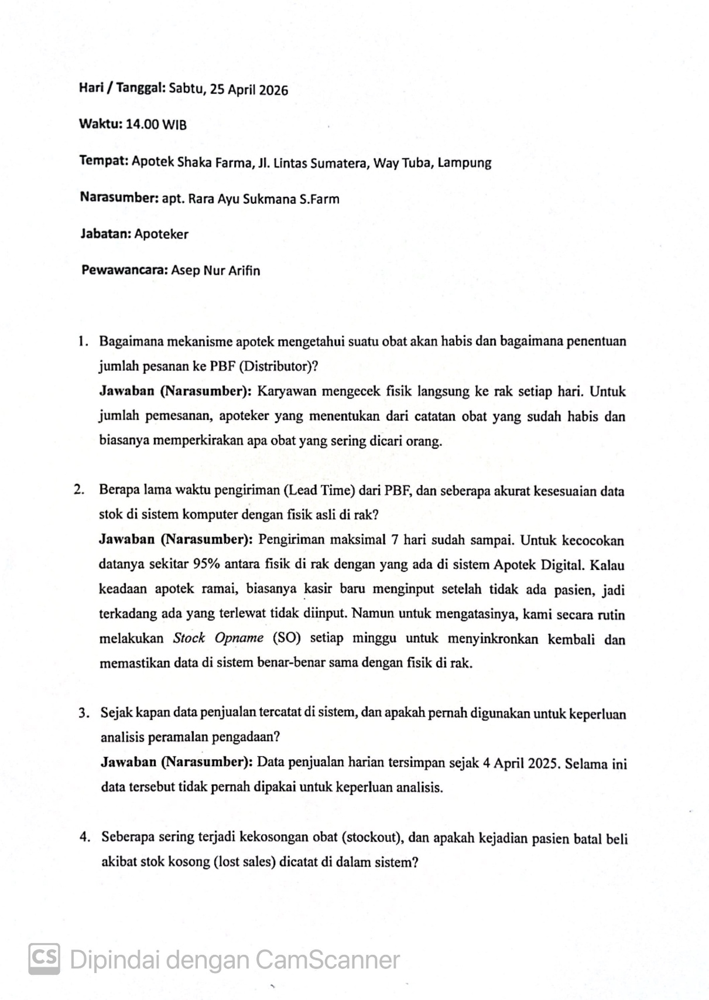 Hari / Tanggal: Sabtu, 25 April 2026
Waktu: 14.00 WIB
Tempat: Apotek Shaka Farma, Jl. Lintas Sumatera, Way Tuba, Lampung
Narasumber: apt. Rara Ayu Sukmana S.Farm
Jabatan: Apoteker
Pewawancara: Asep Nur Arifin
1. Bagaimana mekanisme apotek mengetahui suatu obat akan habis dan bagaimana penentuan
jumlah pesanan ke PBF (Distributor)?
Jawaban (Narasumber): Karyawan mengecek fisik langsung ke rak setiap hari. Untuk
jumlah pemesanan, apoteker yang menentukan dari catatan obat yang sudah habis dan
biasanya memperkirakan apa obat yang sering dicari orang.
2. Berapa lama waktu pengiriman (Lead Time) dari PBF, dan seberapa akurat kesesuaian data
stok di sistem komputer dengan fisik asli di rak?
Jawaban (Narasumber): Pengiriman maksimal 7 hari sudah sampai. Untuk kecocokan
datanya sekitar 95% antara fisik di rak dengan yang ada di sistem Apotek Digital. Kalau
keadaan apotek ramai, biasanya kasir baru menginput setelah tidak ada pasien, jadi
terkadang ada yang terlewat tidak diinput. Namun untuk mengatasinya, kami secara rutin
melakukan Stock Opname (SO) setiap minggu untuk menyinkronkan kembali dan
memastikan data di sistem benar-benar sama dengan fisik di rak.
3. Sejak kapan data penjualan tercatat di sistem, dan apakah pernah digunakan untuk keperluan
analisis peramalan pengadaan?
Jawaban (Narasumber): Data penjualan harian tersimpan sejak 4 April 2025. Selama ini
data tersebut tidak pernah dipakai untuk keperluan analisis.
4. Seberapa sering terjadi kekosongan obat (stockout), dan apakah kejadian pasien batal beli
akibat stok kosong (lost sales) dicatat di dalam sistem?
CS Dipindai dengan CamScanner